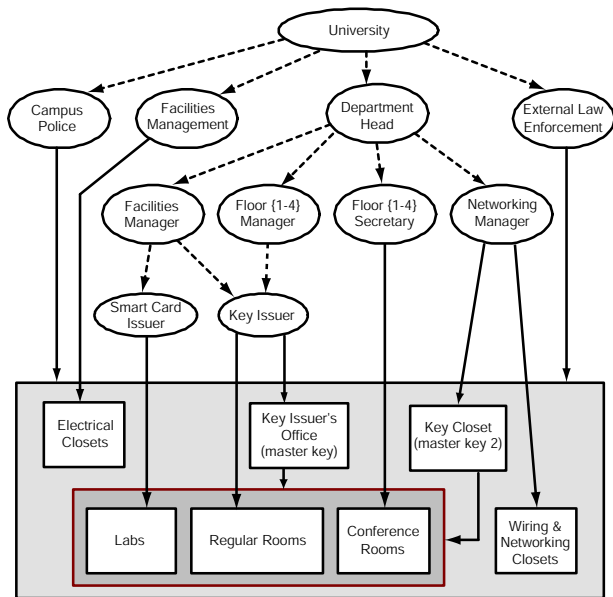 University
Campus
Police
Facilities
Management
Department
Head
External Law
Enforcement
Facilities
Manager
Floor {1-4}
Manager
Floor {1-4}
Secretary
Networking
Manager
Smart Card
Issuer
Key Issuer
Electrical
Closets
Key Issuer's
Office
(master key)
Key Closet
(master key 2)
Labs
Regular Rooms
Conference
Rooms
Wiring &
Networking
Closets